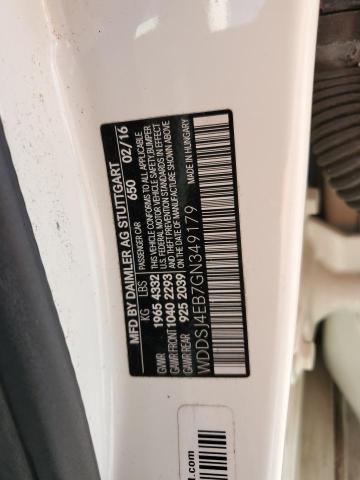 MFD BY DAIMLER AG STUTTGART
PASSENGER CAR 650 02/16
KG LBS THIS VEHICLE CONFORMS TO ALL APPLICABLE
GVWR 1965 4332 U.S. FEDERAL MOTOR VEHICLE SAFETY, BUMPER
GAWR FRONT 1040 2293 AND THEFT PREVENTION STANDARDS IN EFFECT
GAWR REAR 925 2039 ON THE DATE OF MANUFACTURE SHOWN ABOVE
WDDSJ4EB7GN349179 MADE IN HUNGARY